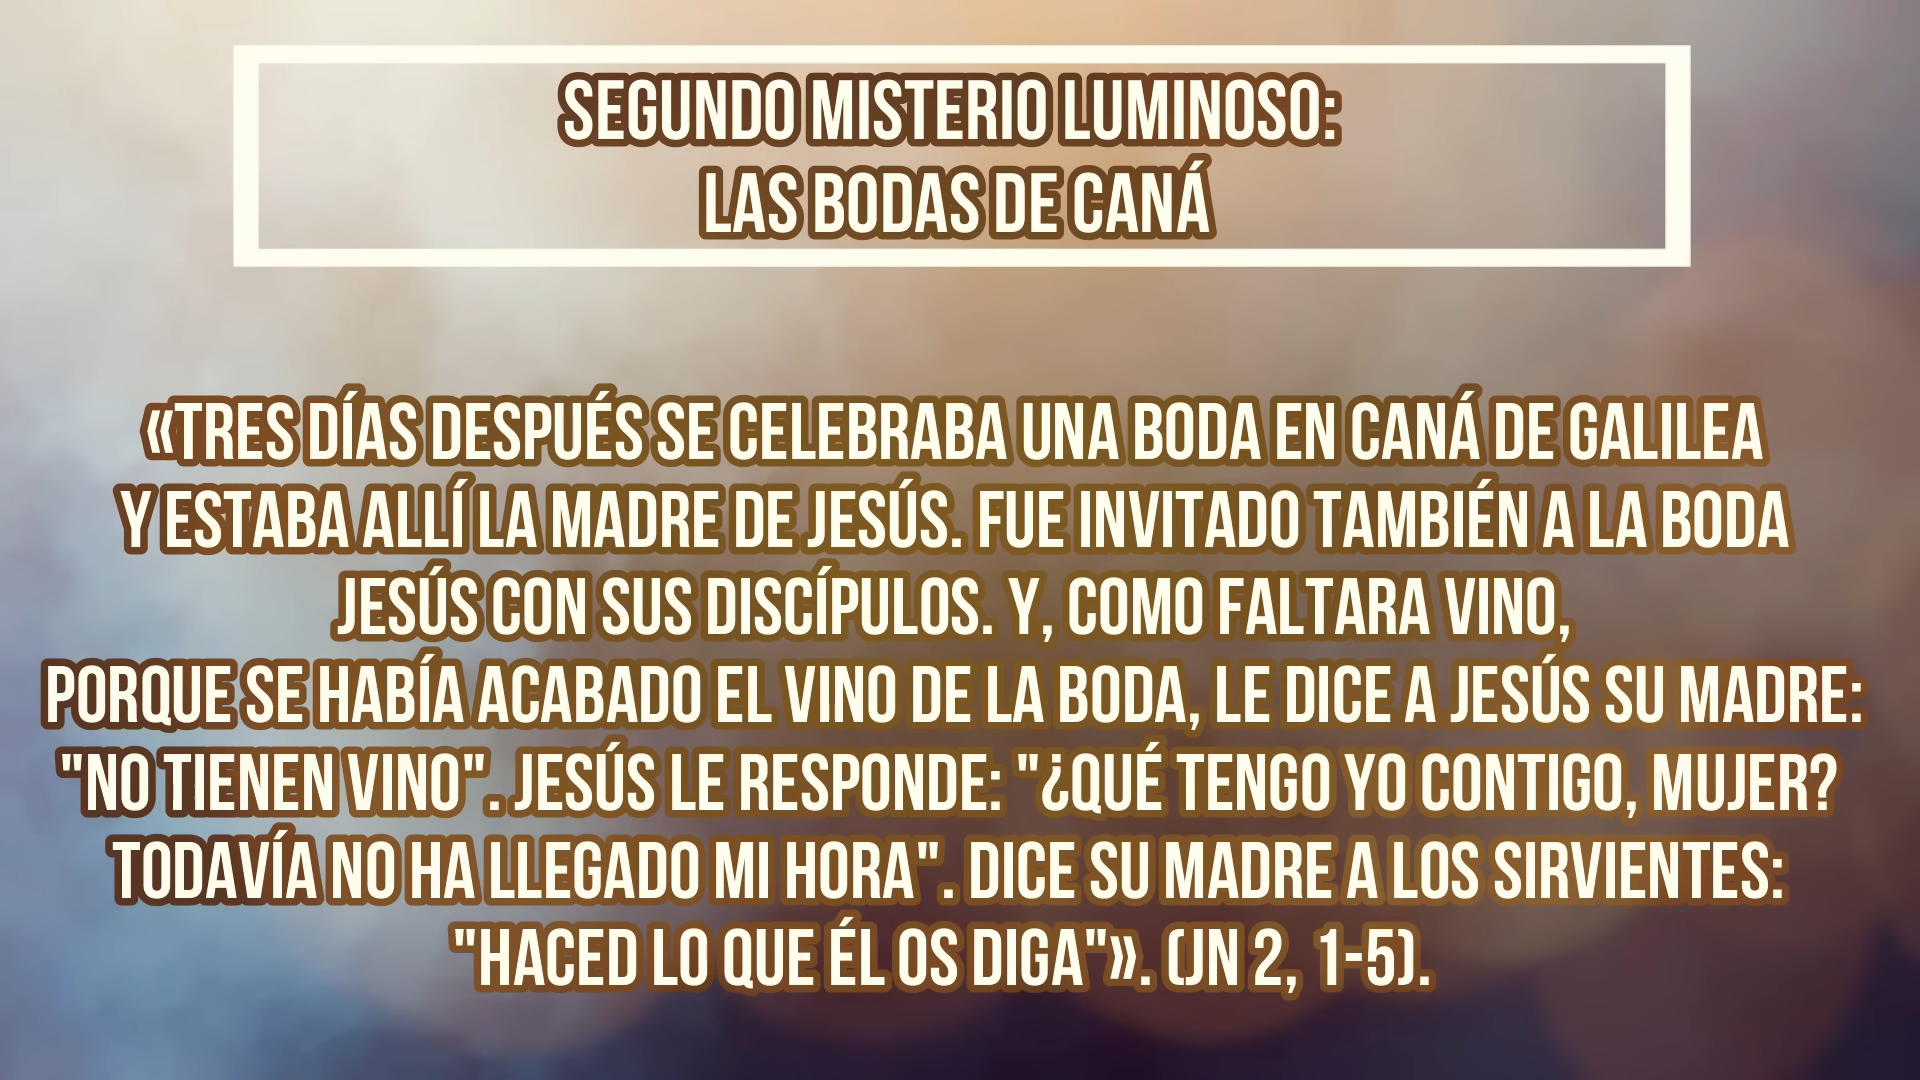 SEGUNDO MISTERIO LUMINOSO:
LAS BODAS DE CANÁ
«TRES DÍAS DESPUÉS SE CELEBRABA UNA BODA EN CANÁ DE GALILEA
Y ESTABA ALLÍ LA MADRE DE JESÚS. FUE INVITADO TAMBIÉN A LA BODA
JESÚS CON SUS DISCÍPULOS. Y, COMO FALTARA VINO,
PORQUE SE HABÍA ACABADO EL VINO DE LA BODA, LE DICE A JESÚS SU MADRE:
"NO TIENEN VINO". JESÚS LE RESPONDE: "¿QUÉ TENGO YO CONTIGO, MUJER?
TODAVÍA NO HA LLEGADO MI HORA". DICE SU MADRE A LOS SIRVIENTES:
"HACED LO QUE ÉL OS DIGA"». (JN 2, 1-5).